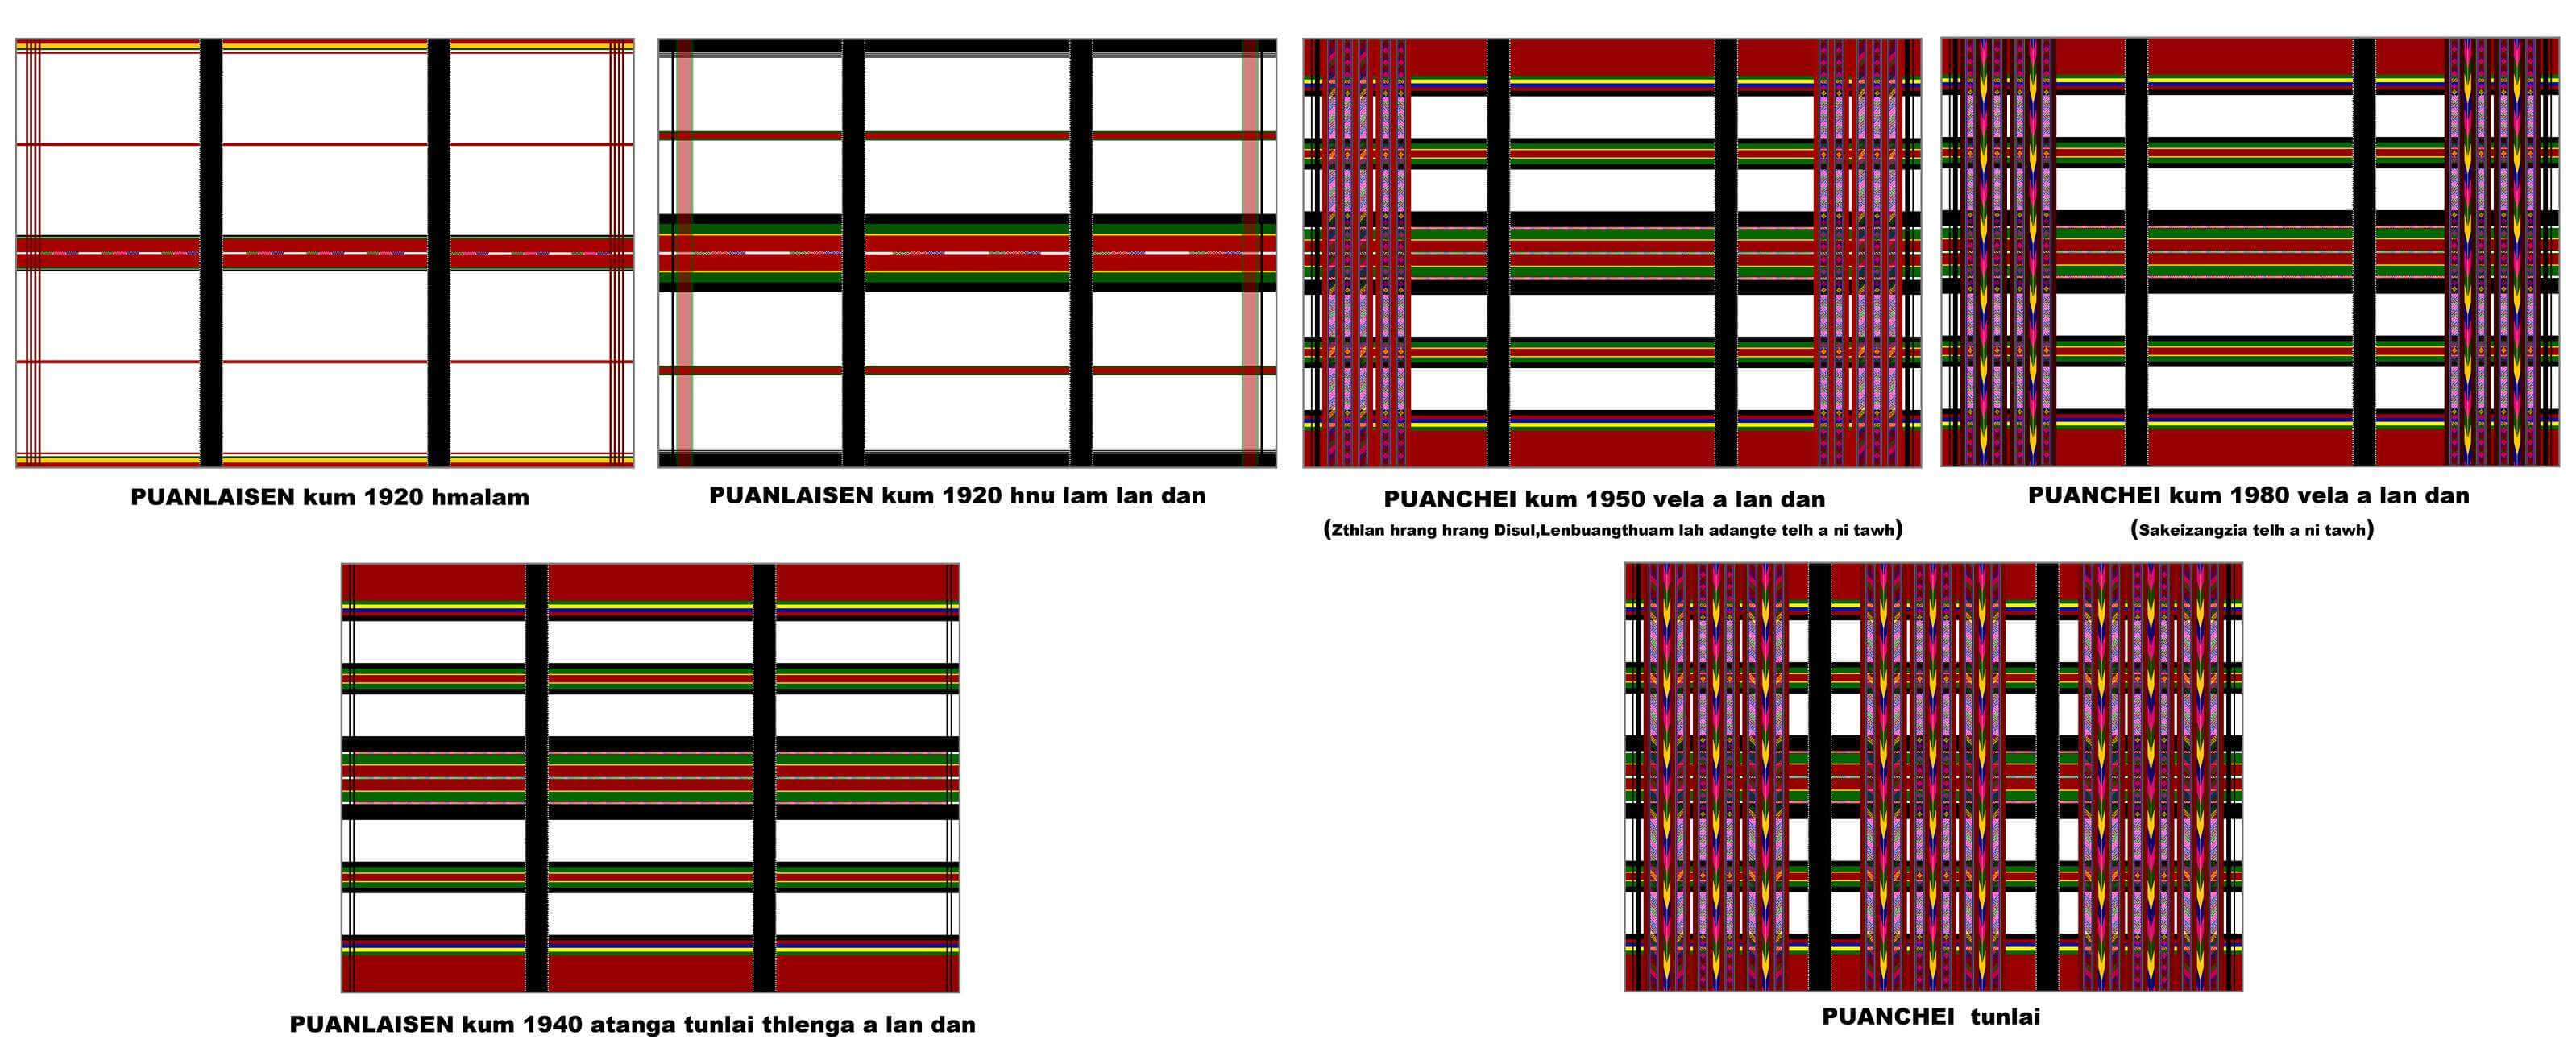 PUANLAISEN kum 1920 hmalam
PUANLAISEN kum 1920 hnu lam lan dan
PUANCHEI kum 1950 vela a lan dan
(Zthlan hrang hrang Disul,Lenbuangthuam lah adangte telh a ni tawh)
PUANCHEI kum 1980 vela a lan dan
(Sakeizangzia telh a ni tawh)
PUANLAISEN kum 1940 atanga tunlai thlenga a lan dan
PUANCHEI tunlai